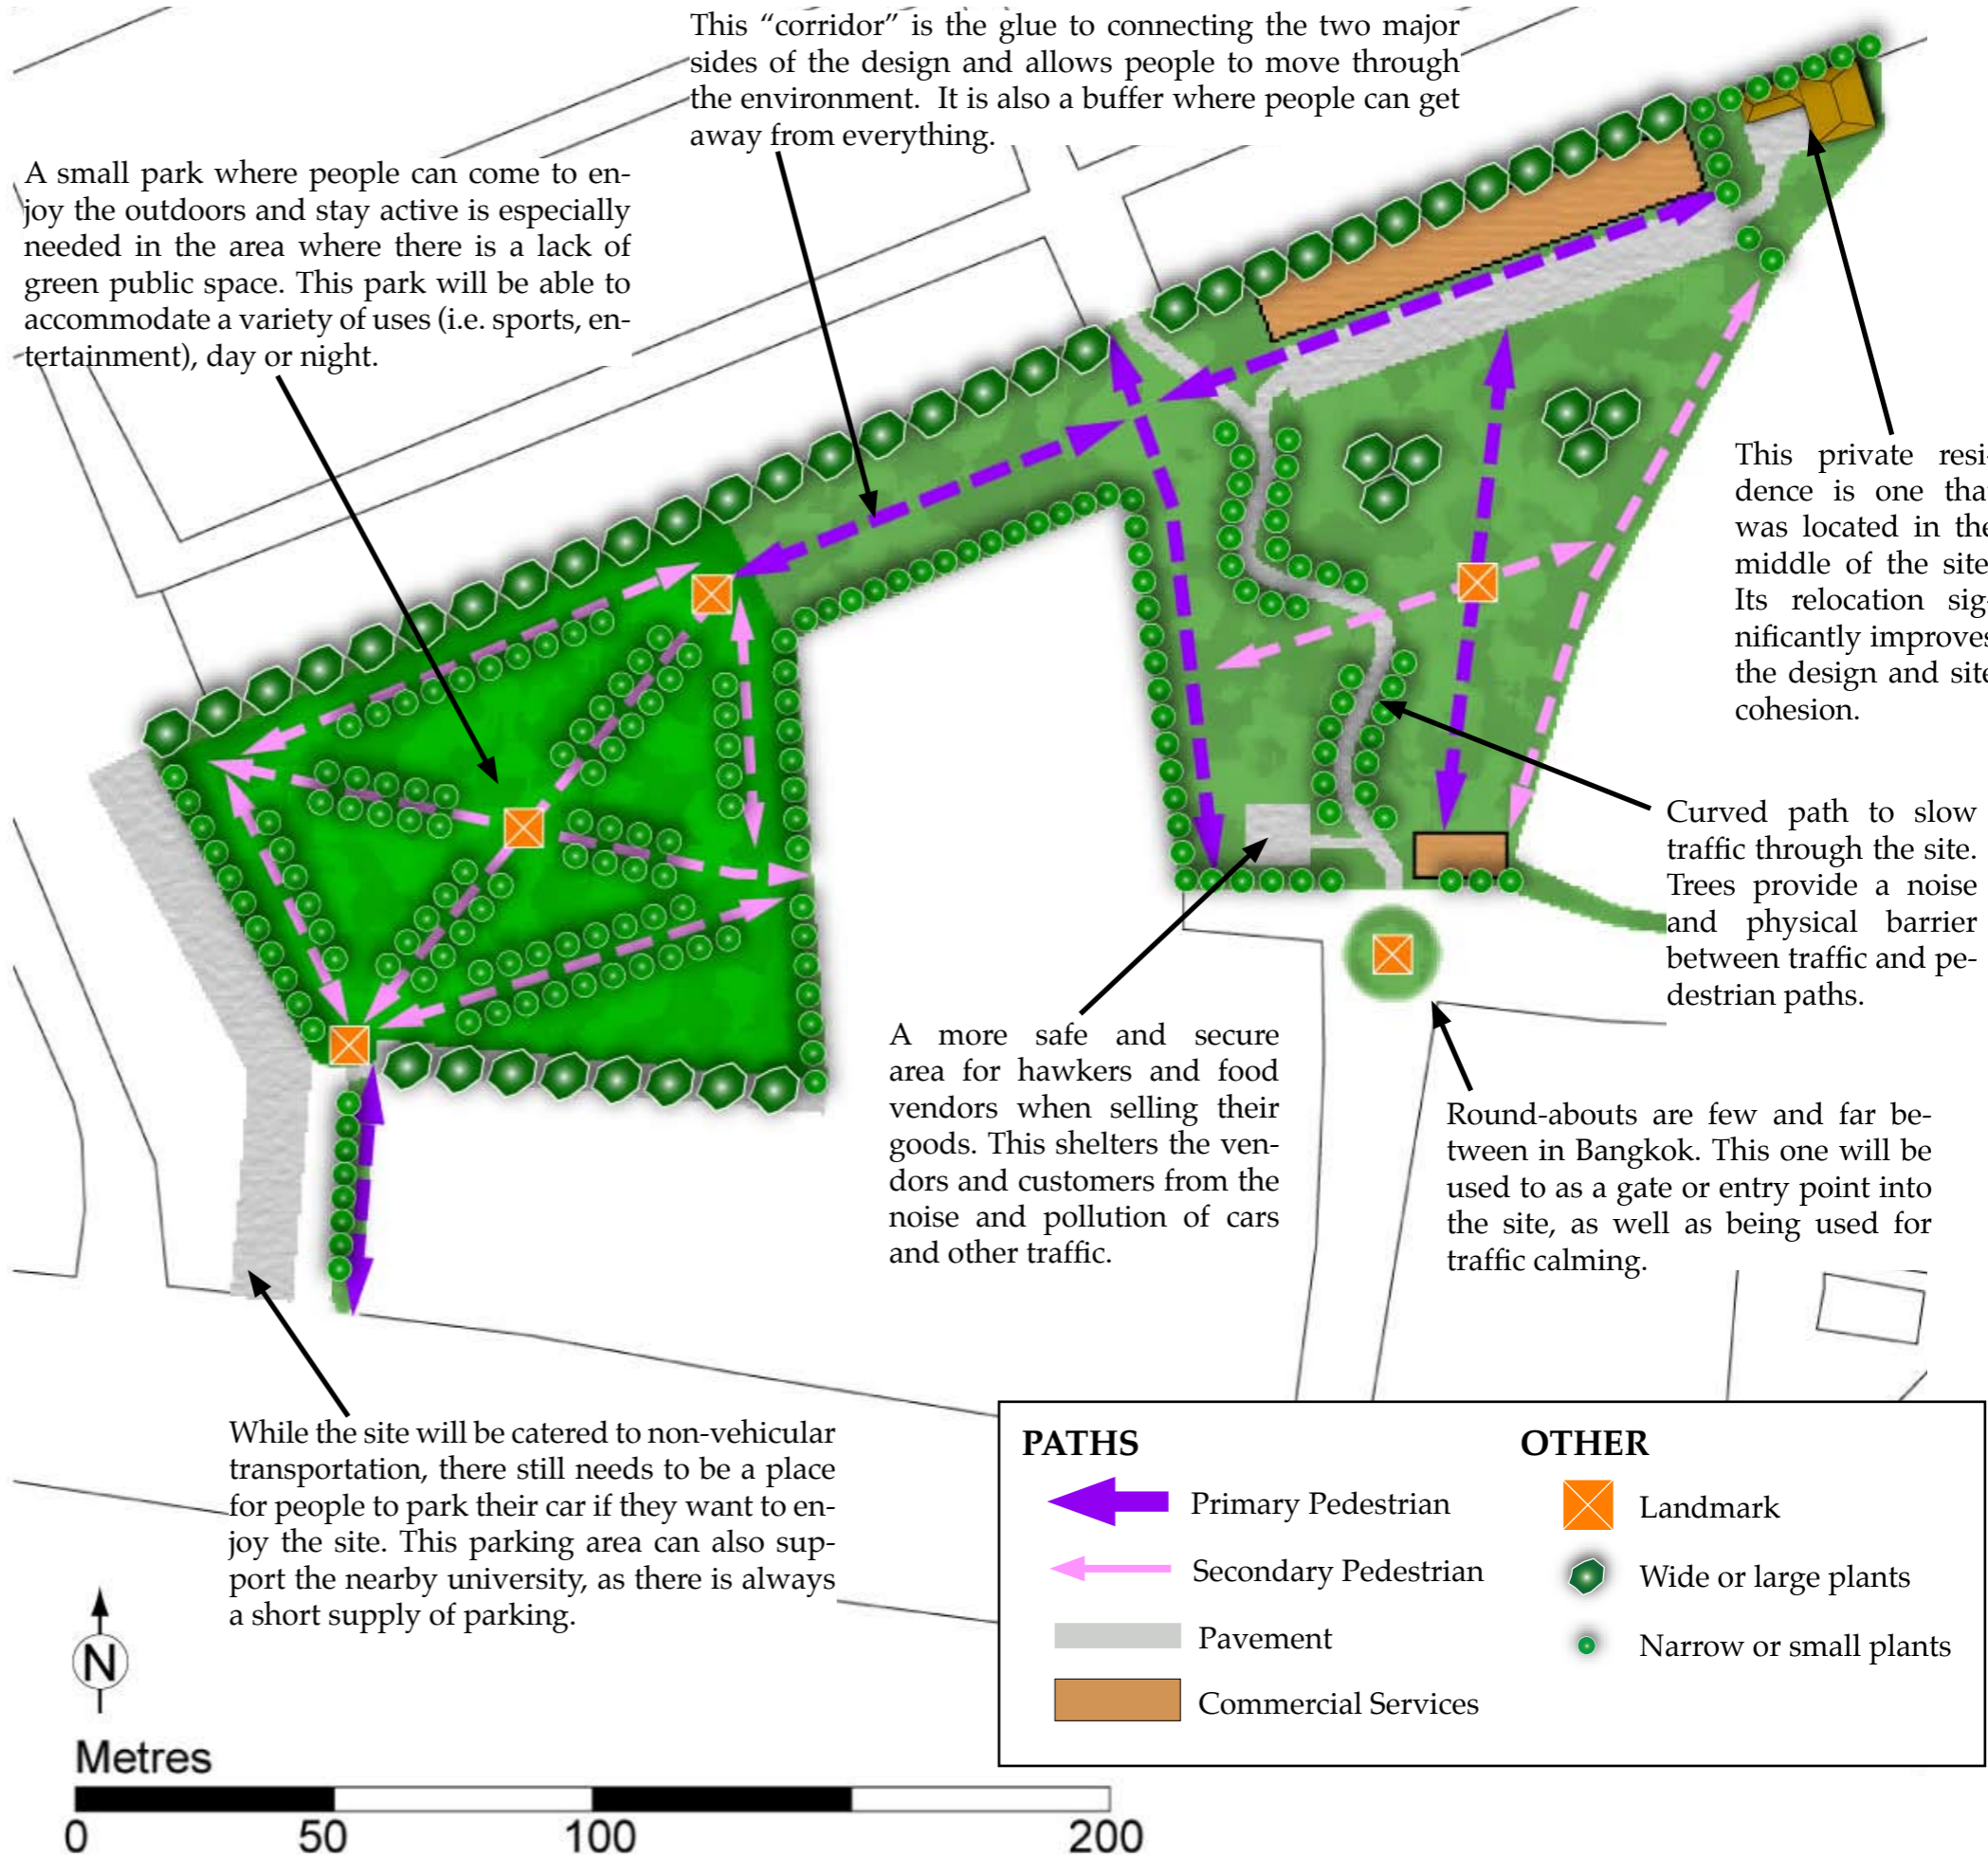 This “corridor” is the glue to connecting the two major
sides of the design and allows people to move through
the environment. It is also a buffer where people can get
away from everything.
A small park where people can come to en-
joy the outdoors and stay active is especially
needed in the area where there is a lack of
green public space. This park will be able to
accommodate a variety of uses (i.e. sports, en-
tertainment), day or night.
This private resi-
dence is one that
was located in the
middle of the site.
Its relocation sig-
nificantly improves
the design and site
cohesion.
Curved path to slow
traffic through the site.
Trees provide a noise
and physical barrier
between traffic and pe-
destrian paths.
A more safe and secure
area for hawkers and food
vendors when selling their
goods. This shelters the ven-
dors and customers from the
noise and pollution of cars
and other traffic.
Round-abouts are few and far be-
tween in Bangkok. This one will be
used to as a gate or entry point into
the site, as well as being used for
traffic calming.
While the site will be catered to non-vehicular
transportation, there still needs to be a place
for people to park their car if they want to en-
joy the site. This parking area can also sup-
port the nearby university, as there is always
a short supply of parking.
PATHS
Primary Pedestrian
Secondary Pedestrian
Pavement
Commercial Services
OTHER
Landmark
Wide or large plants
Narrow or small plants
N
Metres
0 50 100 200